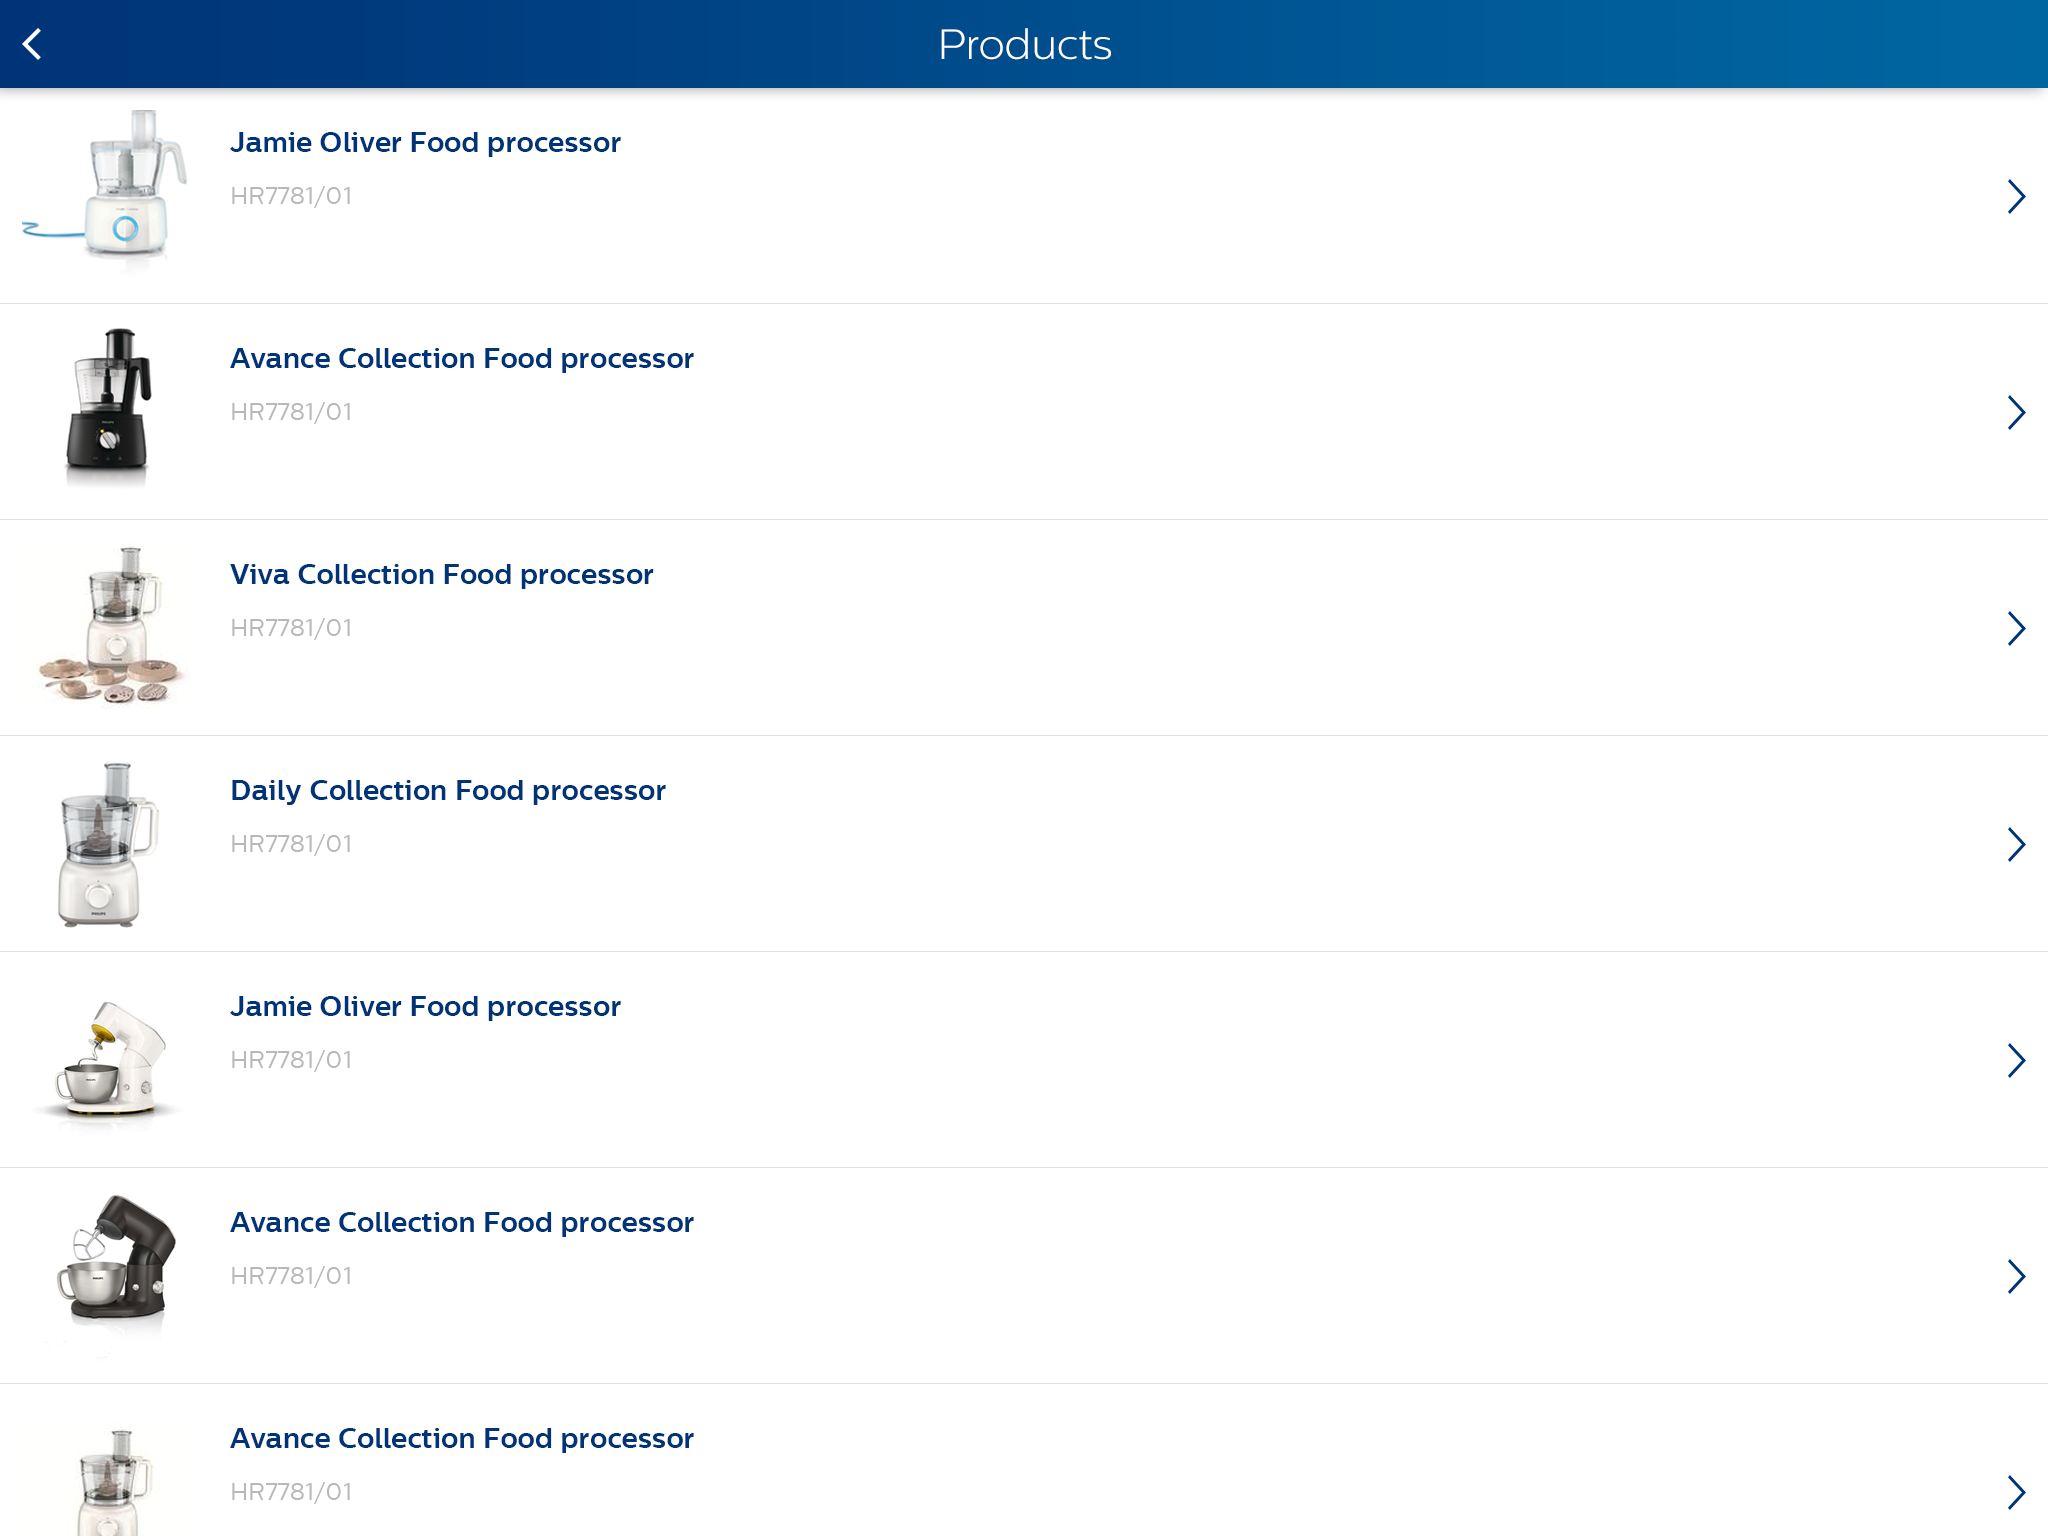 Products
Jamie Oliver Food processor
HR7781/01
Avance Collection Food processor
HR7781/01
Viva Collection Food processor
HR7781/01
Daily Collection Food processor
HR7781/01
Jamie Oliver Food processor
HR7781/01
Avance Collection Food processor
HR7781/01
Avance Collection Food processor
HR7781/01